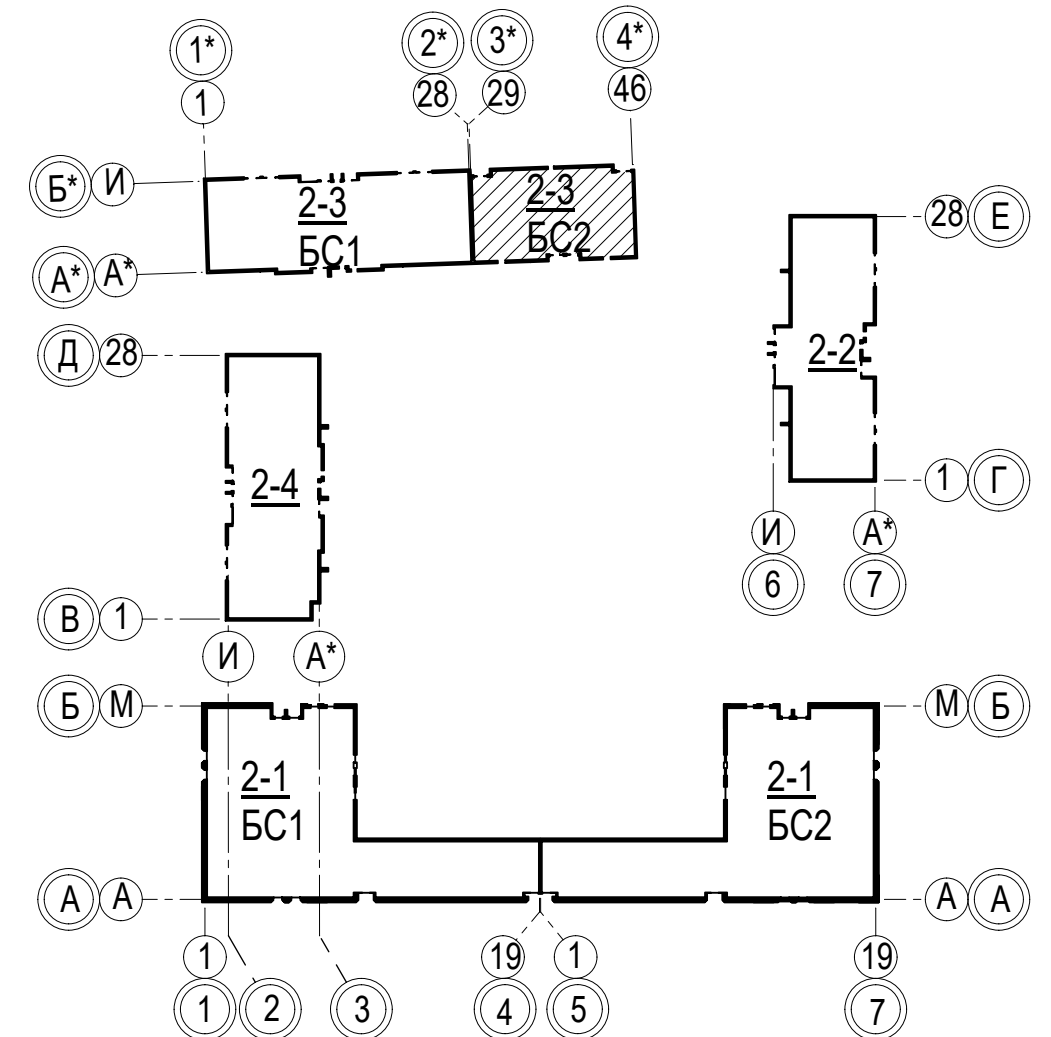 1* 2* 3* 4*
1 28 29 46
Б* И
2-3 2-3
БС1 БС2
А* А*
28 Е
Д 28
2-2
2-4
1 Г
И А*
6 7
В 1
И А*
Б М М Б
2-1 2-1
БС1 БС2
А А А А
1 19 1 19
1 2 3 4 5 7